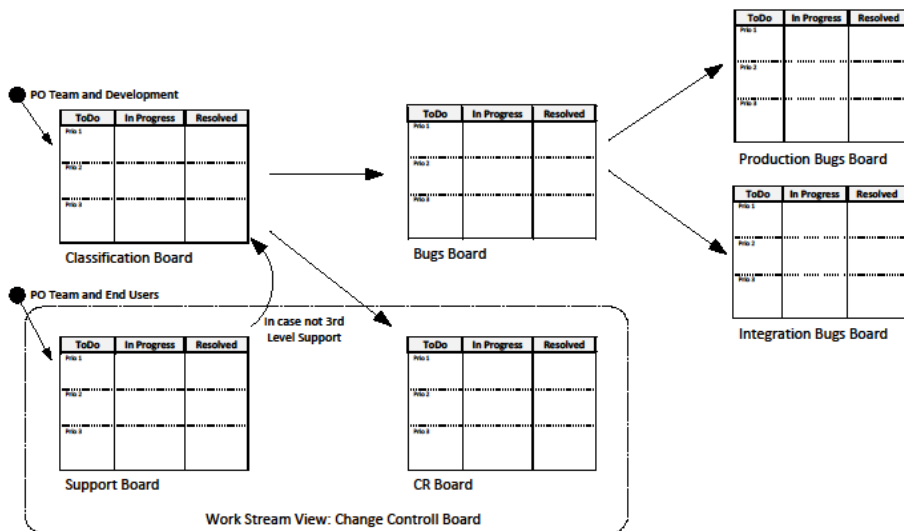 ToDo In Progress Resolved
Prio 1
Prio 2
Prio 3
Production Bugs Board
PO Team and Development
ToDo In Progress Resolved
Prio 1
Prio 2
Prio 3
Classification Board
ToDo In Progress Resolved
Prio 1
Prio 2
Prio 3
Bugs Board
ToDo In Progress Resolved
Prio 1
Prio 2
Prio 3
Integration Bugs Board
PO Team and End Users
In case not 3rd
Level Support
ToDo In Progress Resolved
Prio 1
Prio 2
Prio 3
Support Board
ToDo In Progress Resolved
Prio 1
Prio 2
Prio 3
CR Board
Work Stream View: Change Controll Board